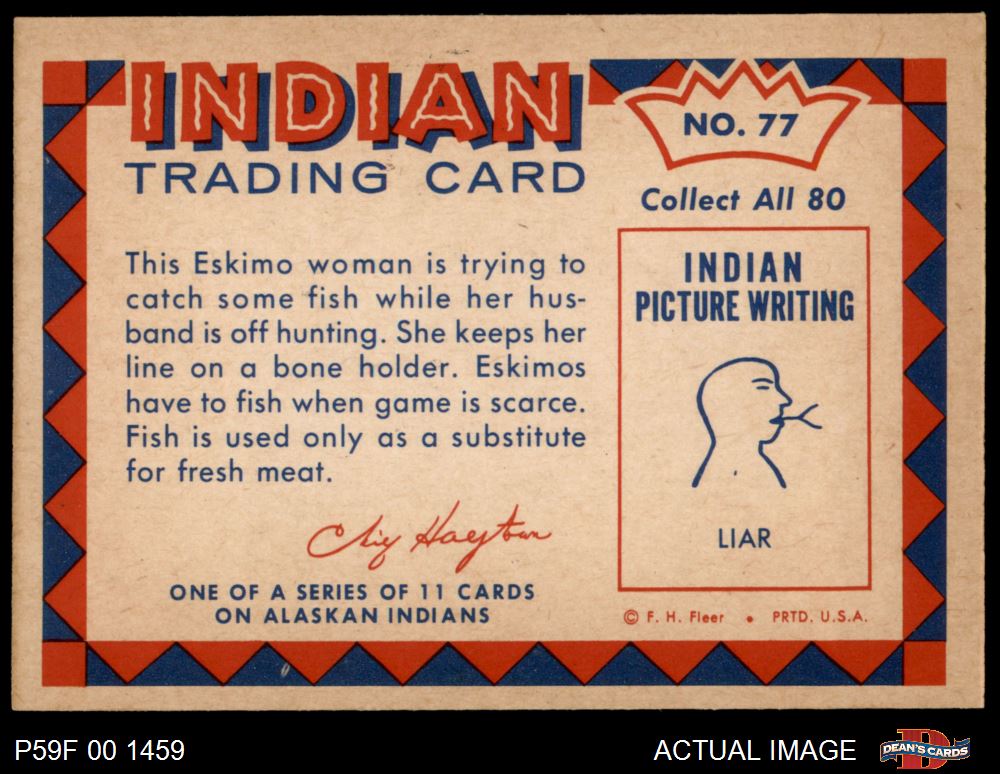 INDIAN
TRADING CARD
NO. 77
Collect All 80
This Eskimo woman is trying to
catch some fish while her hus-
band is off hunting. She keeps her
line on a bone holder. Eskimos
have to fish when game is scarce.
Fish is used only as a substitute
for fresh meat.
ONE OF A SERIES OF 11 CARDS
ON ALASKAN INDIANS
INDIAN
PICTURE WRITING
LIAR
© F. H. Fleer • PRTD. U.S.A.
P59F 00 1459
ACTUAL IMAGE
DEAN'S CARDS